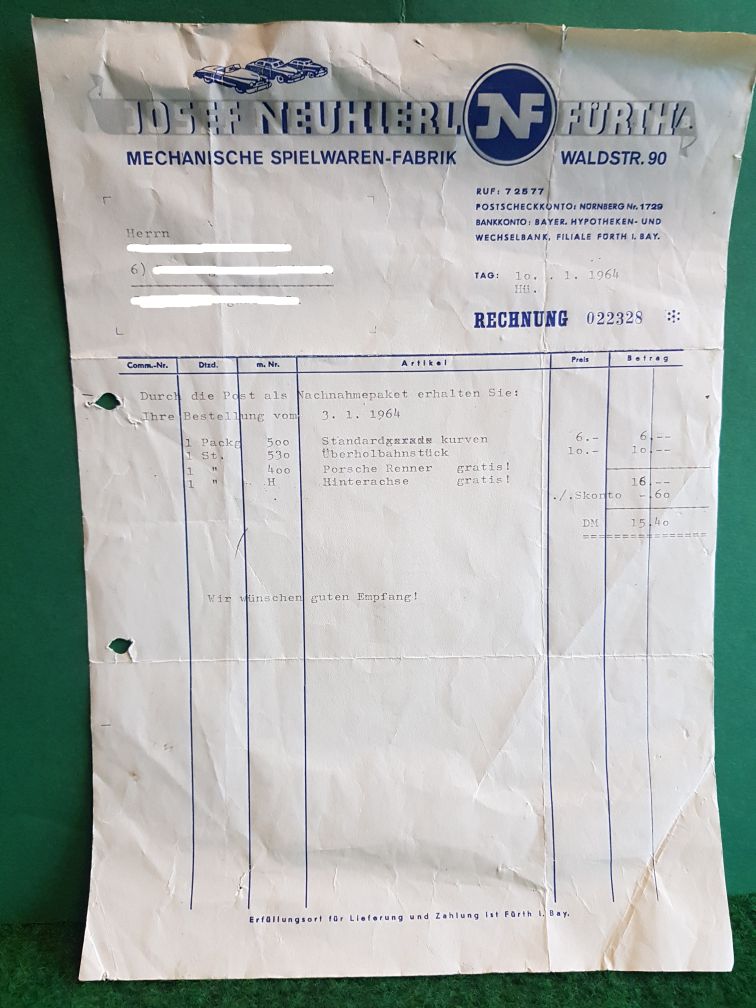 JOSEF NEUHIERL JNF FÜRTH/
MECHANISCHE SPIELWAREN-FABRIK WALDSTR. 90
RUF: 72577
POSTSCHECKKONTO: NÜRNBERG Nr. 1729
BANKKONTO: BAYER. HYPOTHEKEN- UND
WECHSELBANK, FILIALE FÜRTH I. BAY.
Herrn
6)
TAG: 1o. . 1. 1964
Hü.
RECHNUNG 022328
Comm.-Nr. Dtzd. m. Nr. Artikel Preis Betrag
Durch die Post als Nachnahmepaket erhalten Sie:
Ihre Bestellung vom 3. 1. 1964
1 Packg 5oo Standard kurven 6.- 6.--
1 St. 53o Überholbahnstück 1o.- 1o.--
1 " 4oo Porsche Renner gratis!
1 " H Hinterachse gratis!
16.--
./.Skonto -.6o
DM 15.4o
Wir wünschen guten Empfang!
Erfüllungsort für Lieferung und Zahlung ist Fürth i. Bay.